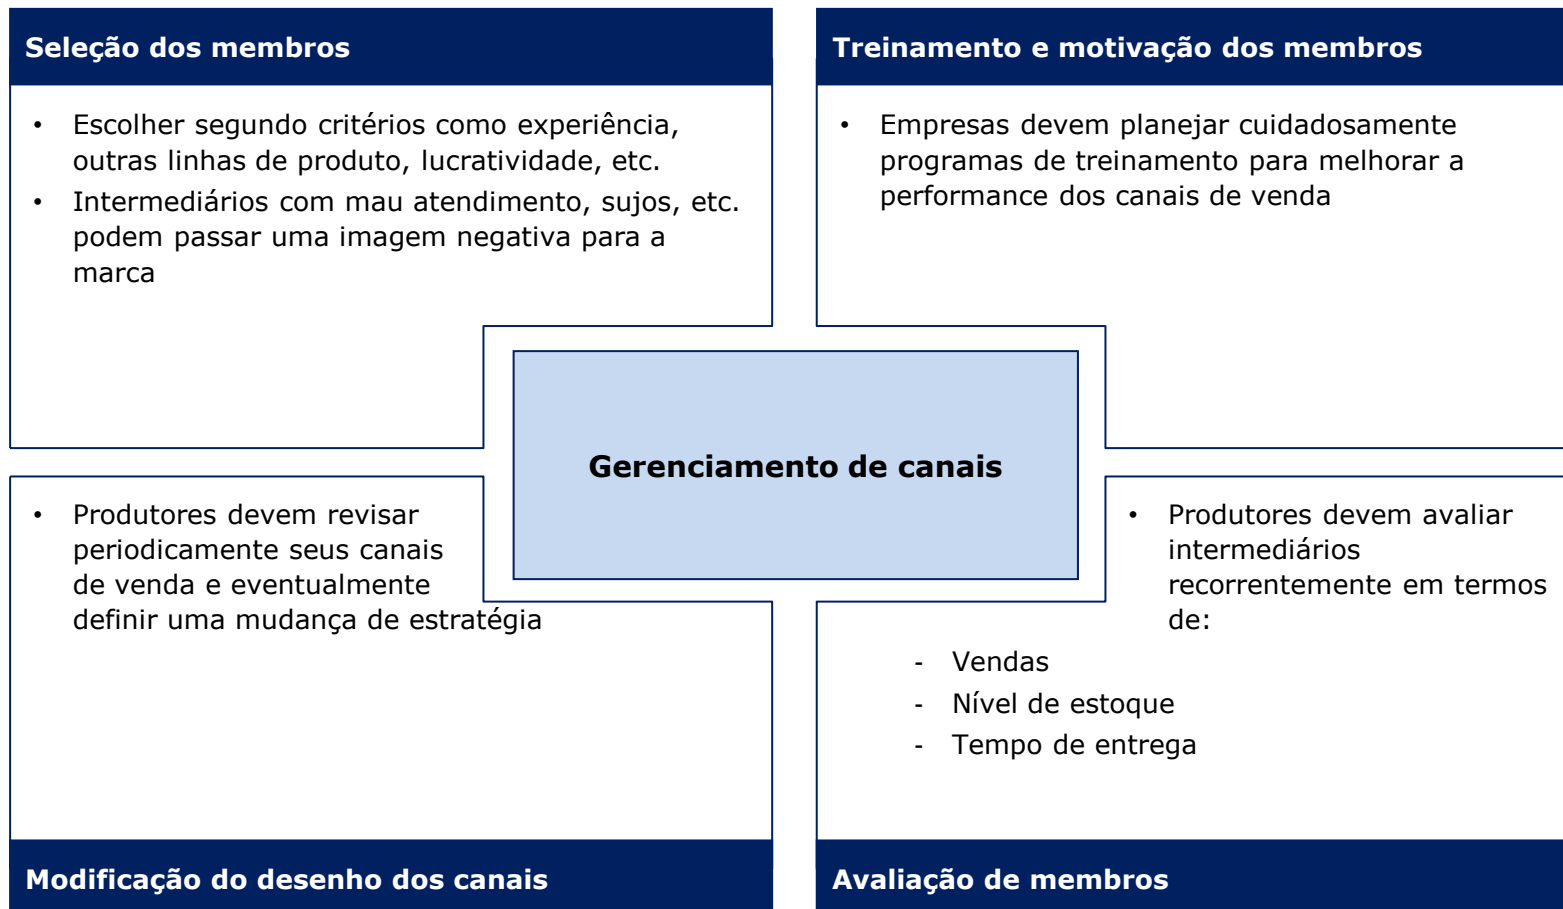 Seleção dos membros
• Escolher segundo critérios como experiência,
outras linhas de produto, lucratividade, etc.
• Intermediários com mau atendimento, sujos, etc.
podem passar uma imagem negativa para a
marca
Treinamento e motivação dos membros
• Empresas devem planejar cuidadosamente
programas de treinamento para melhorar a
performance dos canais de venda
Gerenciamento de canais
• Produtores devem revisar
periodicamente seus canais
de venda e eventualmente
definir uma mudança de estratégia
Modificação do desenho dos canais
• Produtores devem avaliar
intermediários
recorrentemente em termos
de:
- Vendas
- Nível de estoque
- Tempo de entrega
Avaliação de membros